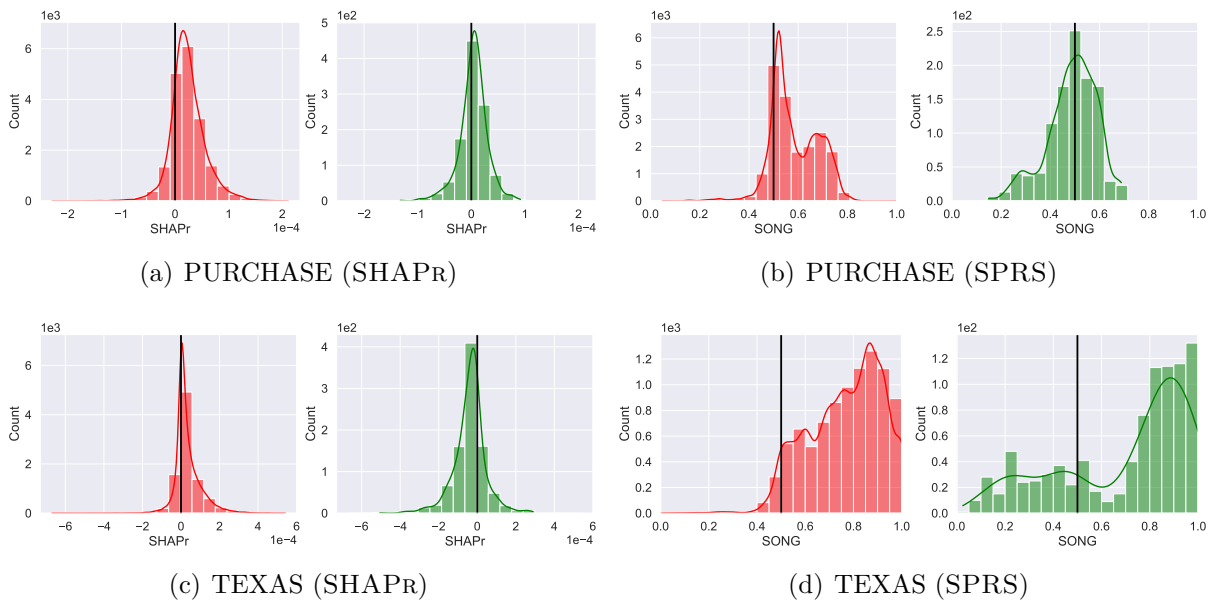 1e3
6
4
2
0
Count
−2 −1 0 1 2
SHAPr
1e−4
5 1e2
4
3
2
1
0
Count
−2 −1 0 1 2
SHAPr
1e−4
(a) PURCHASE (SHAPr)
1e3
6
5
4
3
2
1
0
Count
0.0 0.2 0.4 0.6 0.8 1.0
SONG
1e2
2.5
2.0
1.5
1.0
0.5
0.0
Count
0.0 0.2 0.4 0.6 0.8 1.0
SONG
(b) PURCHASE (SPRS)
1e3
6
4
2
0
Count
−6 −4 −2 0 2 4 6
SHAPr
1e−4
1e2
4
3
2
1
0
Count
−6 −4 −2 0 2 4 6
SHAPr
1e−4
(c) TEXAS (SHAPr)
1e3
1.2
1.0
0.8
0.6
0.4
0.2
0.0
Count
0.0 0.2 0.4 0.6 0.8 1.0
SONG
1e2
1.2
1.0
0.8
0.6
0.4
0.2
0.0
Count
0.0 0.2 0.4 0.6 0.8 1.0
SONG
(d) TEXAS (SPRS)